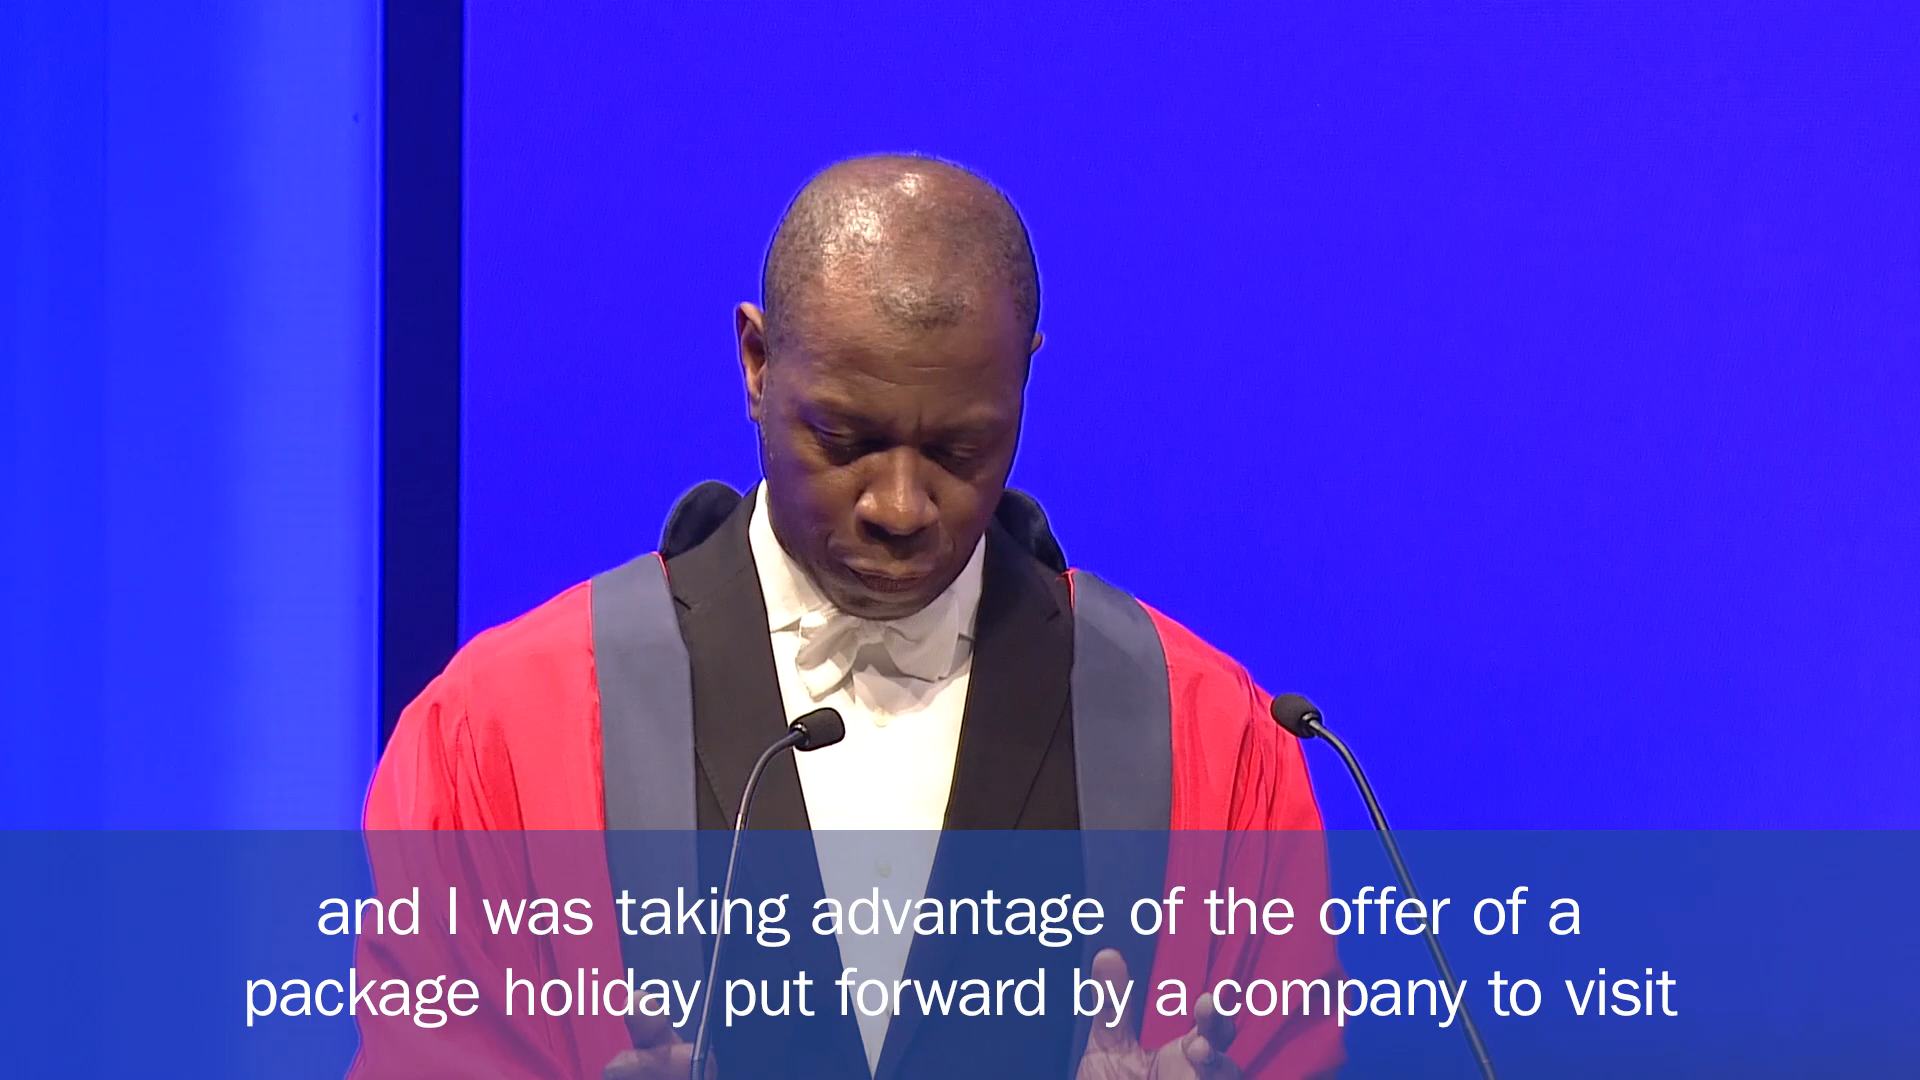 and I was taking advantage of the offer of a
package holiday put forward by a company to visit